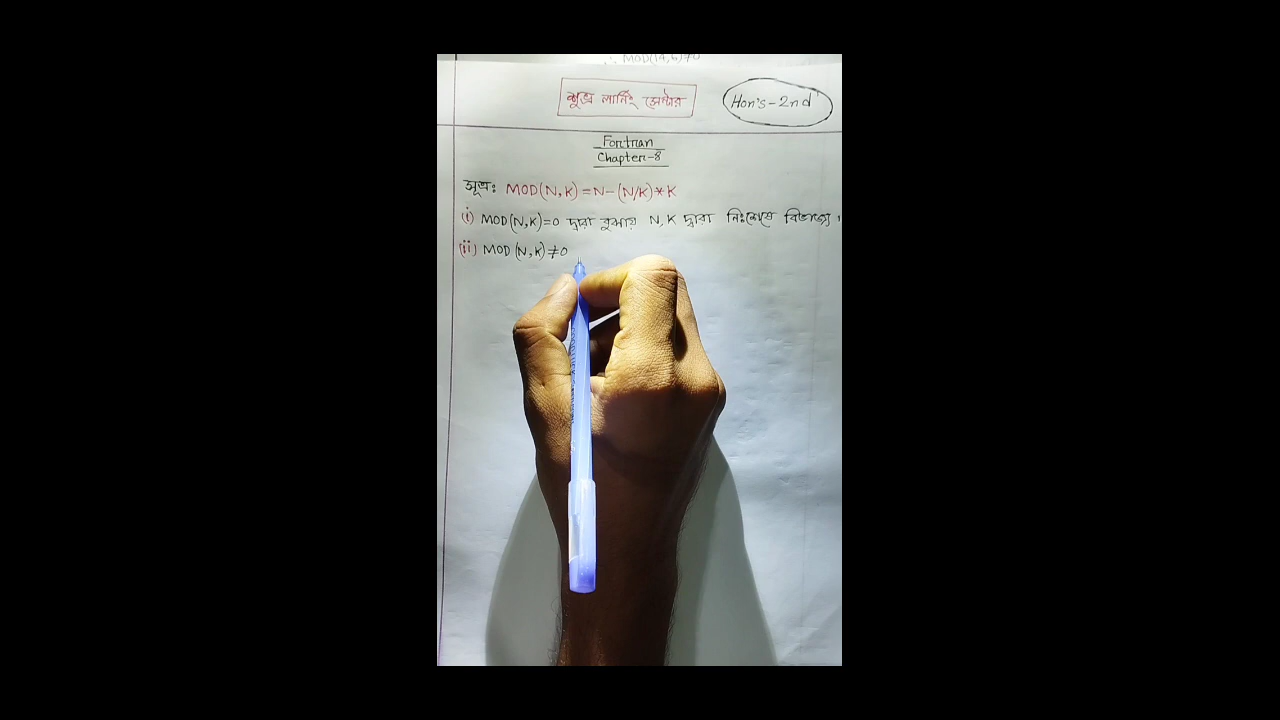 ∴ MOD(14,6)≠0
শুভ্র লার্নিং সেন্টার
Hon's-2nd
Fortran
Chapter-8
সূত্র: MOD(N,K)=N-(N/K)*K
(i) MOD(N,K)=0 দ্বারা বুঝায় N, K দ্বারা নিঃশেষে বিভাজ্য।
(ii) MOD(N,K)≠0